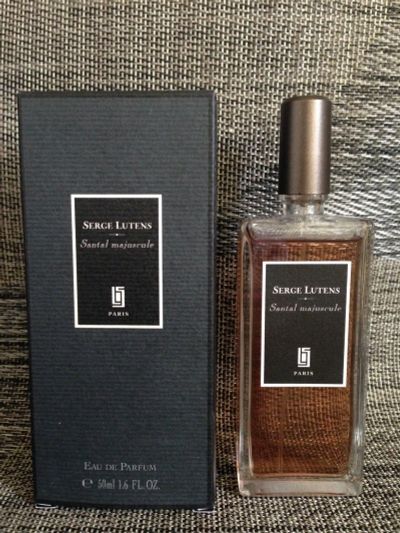 SERGE LUTENS
Santal majuscule
PARIS
EAU DE PARFUM
℮ 50ml 1.6 FL. OZ.
SERGE LUTENS
Santal majuscule
PARIS